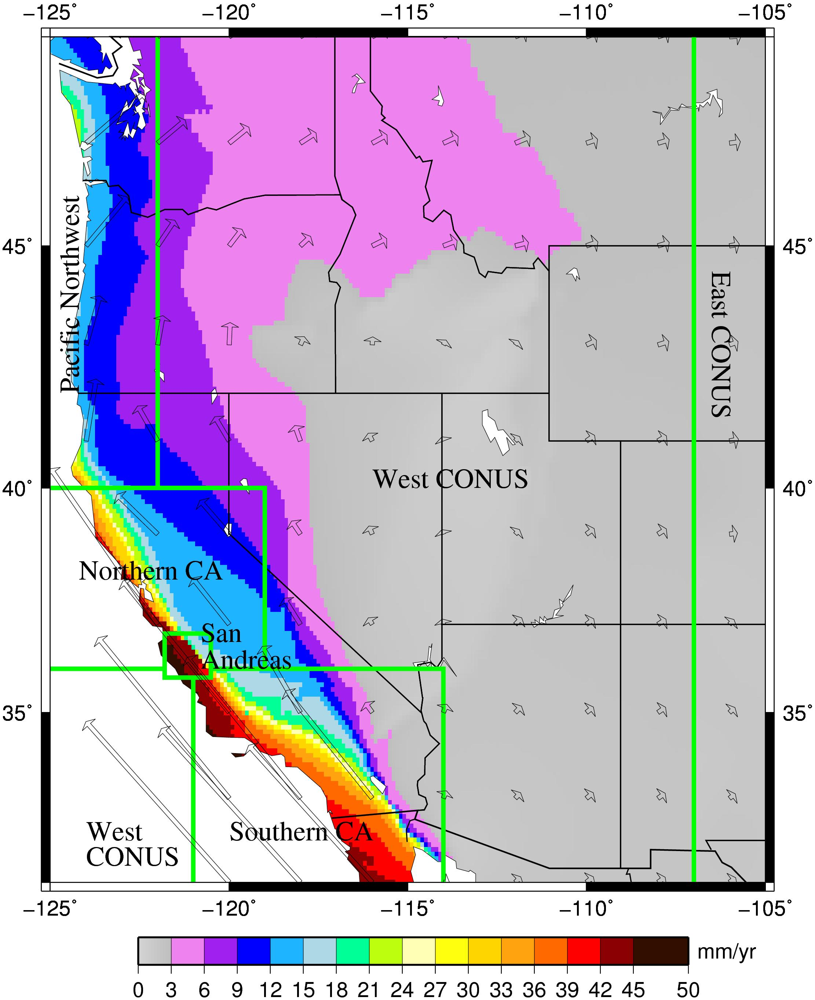 −125° −120° −115° −110° −105°
Pacific Northwest
45° 45°
East CONUS
West CONUS
40° 40°
Northern CA
San
Andreas
35° 35°
West
CONUS
Southern CA
−125° −120° −115° −110° −105°
mm/yr
0 3 6 9 12 15 18 21 24 27 30 33 36 39 42 45 50